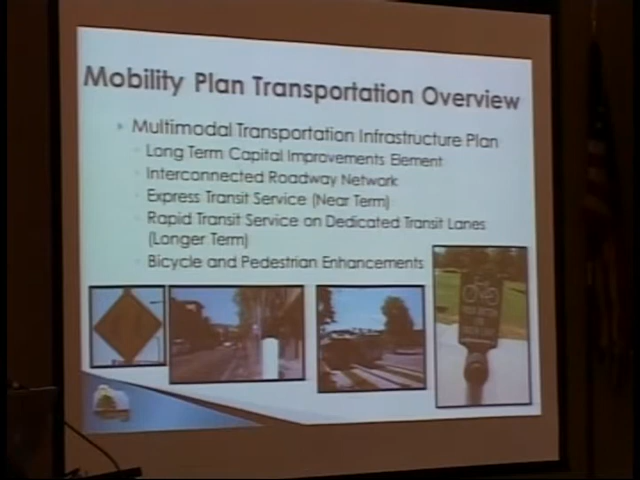 Mobility Plan Transportation Overview
Multimodal Transportation Infrastructure Plan
Long Term Capital Improvements Element
Interconnected Roadway Network
Express Transit Service (Near Term)
Rapid Transit Service on Dedicated Transit Lanes
(Longer Term)
Bicycle and Pedestrian Enhancements